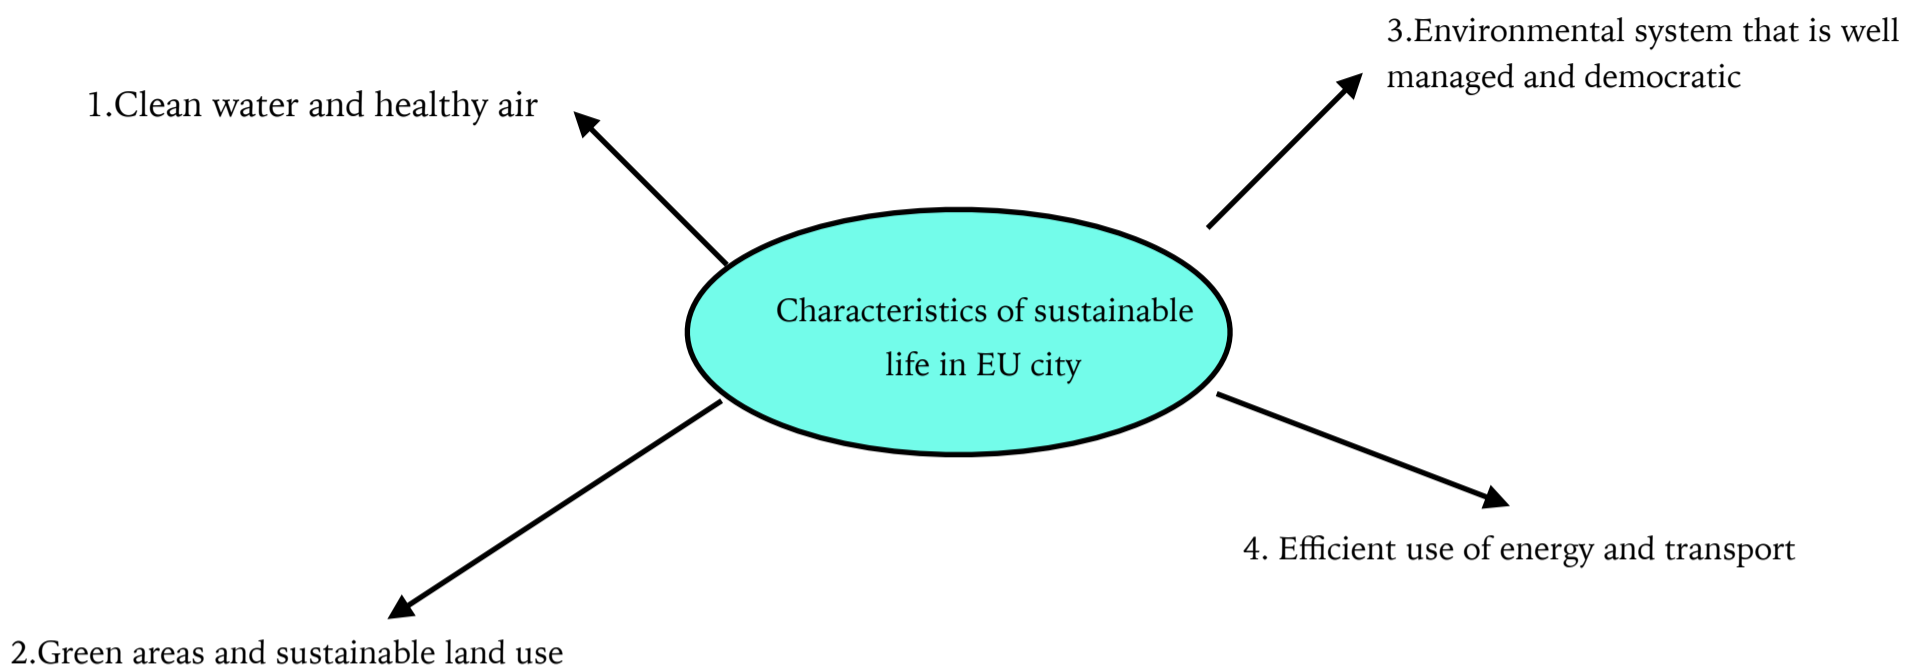 1.Clean water and healthy air
3.Environmental system that is well
managed and democratic
Characteristics of sustainable
life in EU city
4. Efficient use of energy and transport
2.Green areas and sustainable land use